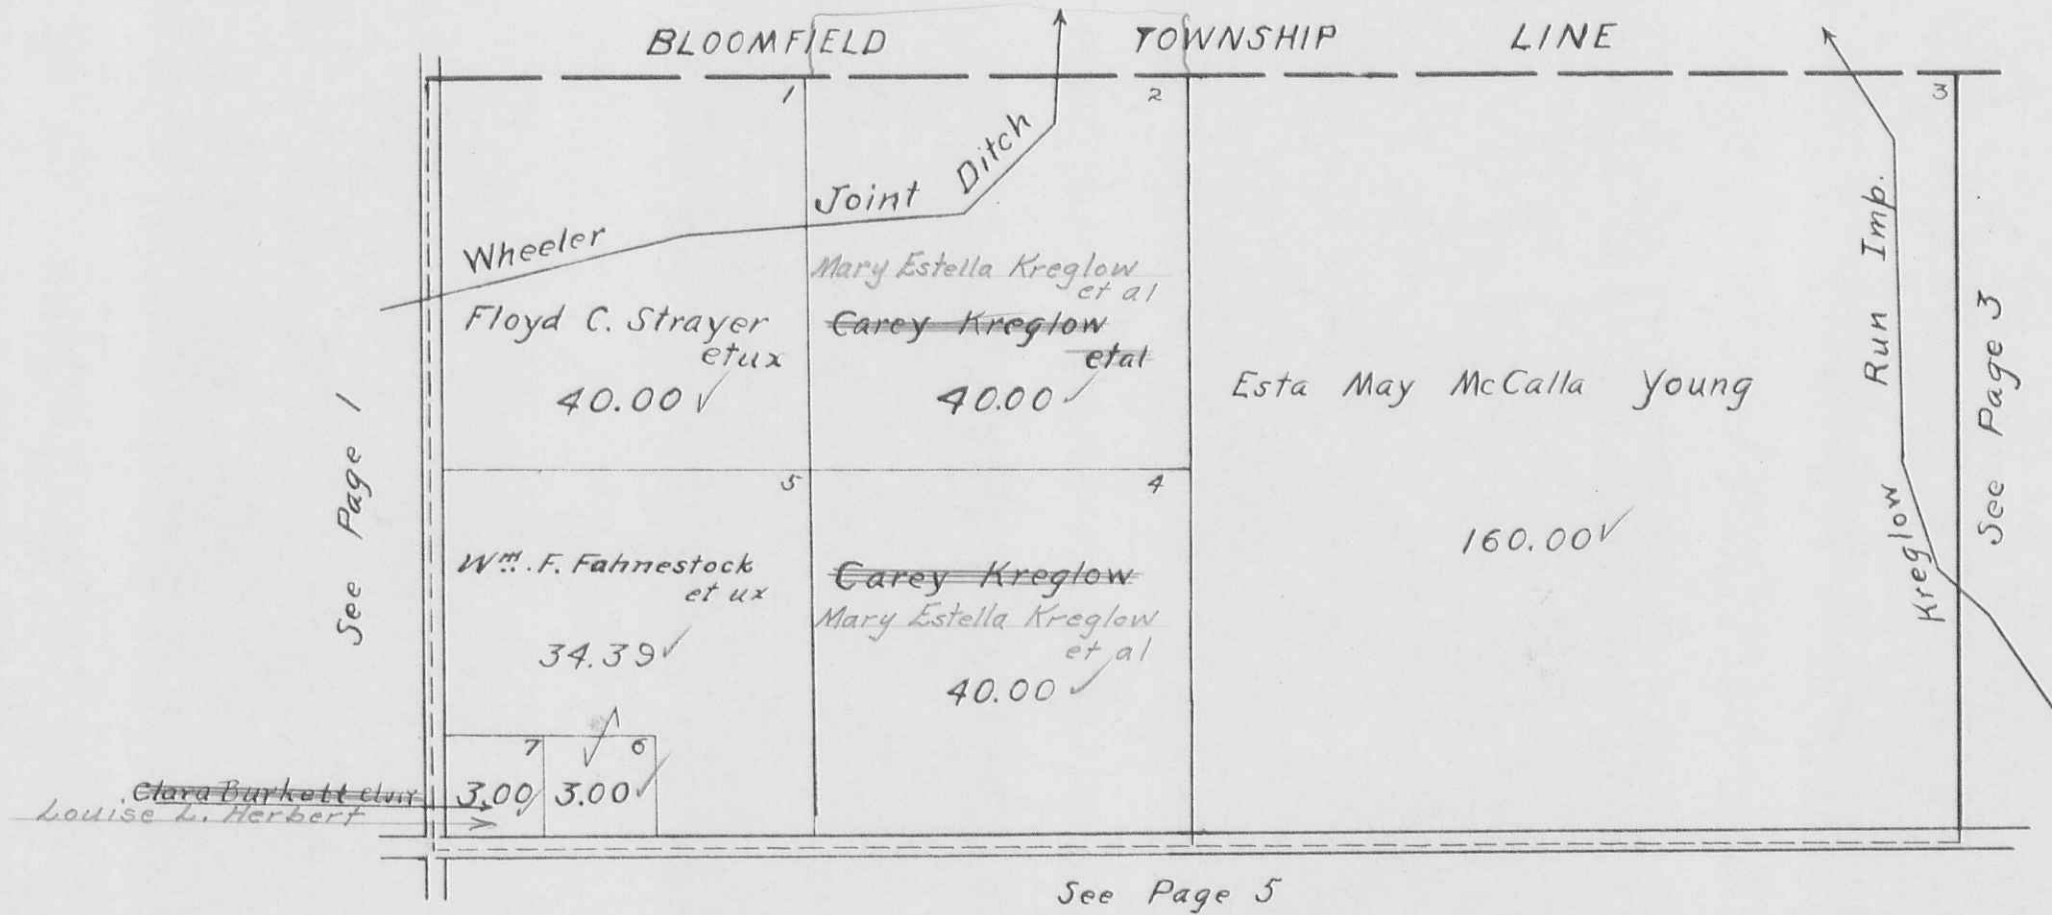 BLOOMFIELD TOWNSHIP LINE
1
2
3
Wheeler Joint Ditch
Floyd C. Strayer
etux
40.00 ✓
Mary Estella Kreglow
et al
Carey Kreglow
etal
40.00 ✓
Esta May McCalla Young
160.00 ✓
Kreglow Run Imp.
See Page 1
See Page 3
5
4
Wm. F. Fahnestock
et ux
34.39 ✓
Carey Kreglow
Mary Estella Kreglow
et al
40.00 ✓
7
6
3.00
3.00 ✓
Clara Burkett
Louise L. Herbert
See Page 5